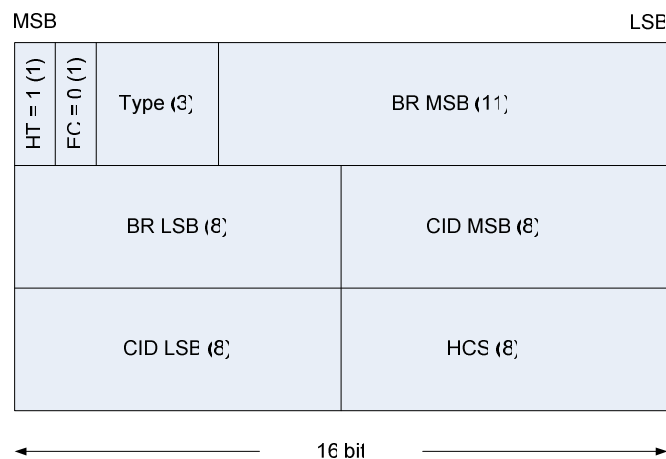 MSB LSB
HT = 1 (1)
FC = 0 (1)
Type (3)
BR MSB (11)
BR LSB (8)
CID MSB (8)
CID LSB (8)
HCS (8)
16 bit